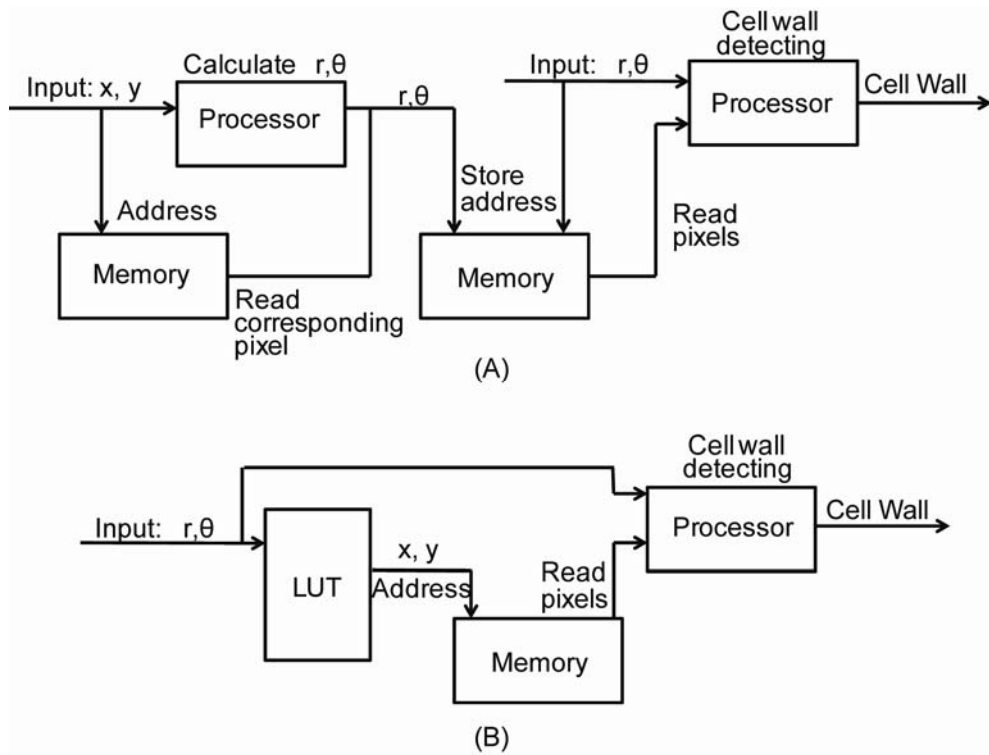 Cell wall
detecting
Calculate r,θ
Input: r,θ
Cell Wall
Input: x, y
Processor
r,θ
Processor
Store
address
Address
Read
pixels
Memory
Memory
Read
corresponding
pixel
(A)
Cell wall
detecting
Input: r,θ
Processor
Cell Wall
x, y
Address
LUT
Read
pixels
Memory
(B)